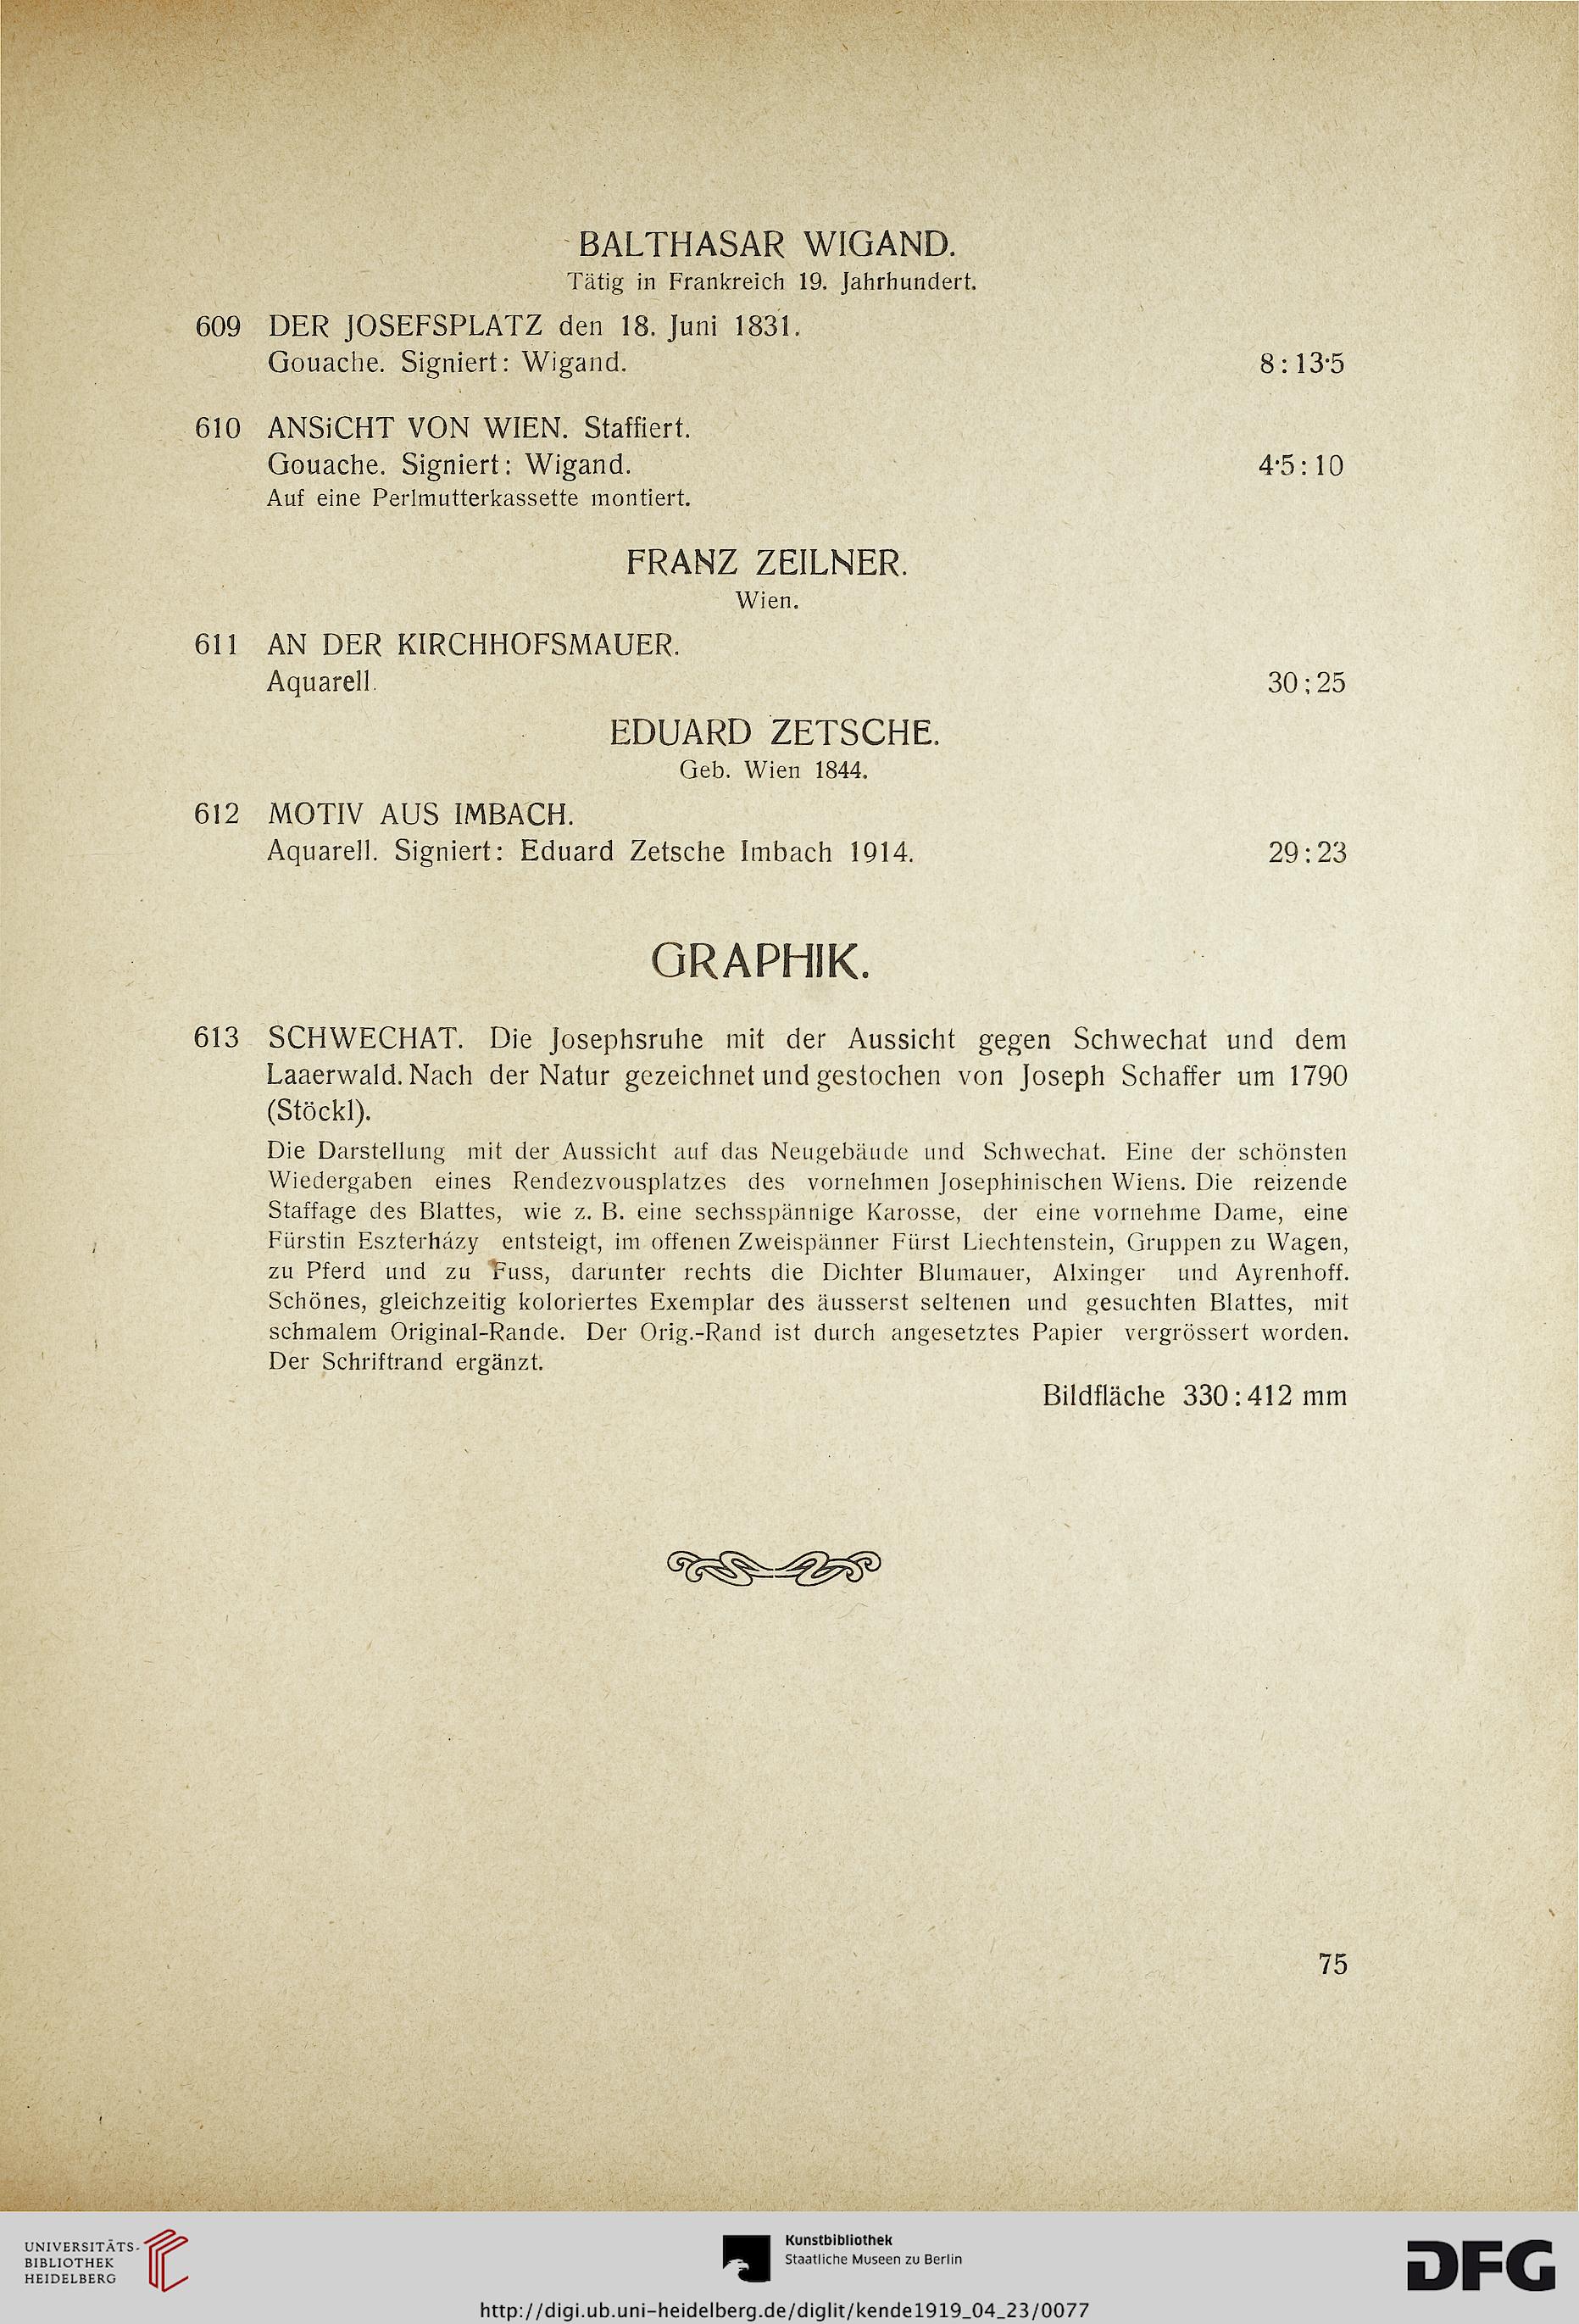 BALTHASAR WIGAND.
Tätig in Frankreich 19. Jahrhundert.
609 DER JOSEFSPLATZ den 18. Juni 1831.
Gouache. Signiert: Wigand. 8:13·5
610 ANSiCHT VON WIEN. Staffiert.
Gouache. Signiert: Wigand. 4·5:10
Auf eine Perlmutterkassette montiert.
FRANZ ZEILNER.
Wien.
611 AN DER KIRCHHOFSMAUER.
Aquarell. 30;25
EDUARD ZETSCHE.
Geb. Wien 1844.
612 MOTIV AUS IMBACH.
Aquarell. Signiert: Eduard Zetsche Imbach 1914. 29:23
GRAPHIK.
613 SCHWECHAT. Die Josephsruhe mit der Aussicht gegen Schwechat und dem
Laaerwald. Nach der Natur gezeichnet und gestochen von Joseph Schaffer um 1790
(Stöckl).
Die Darstellung mit der Aussicht auf das Neugebäude und Schwechat. Eine der schönsten
Wiedergaben eines Rendezvousplatzes des vornehmen Josephinischen Wiens. Die reizende
Staffage des Blattes, wie z. B. eine sechsspännige Karosse, der eine vornehme Dame, eine
Fürstin Eszterházy entsteigt, im offenen Zweispänner Fürst Liechtenstein, Gruppen zu Wagen,
zu Pferd und zu Fuss, darunter rechts die Dichter Blumauer, Alxinger und Ayrenhoff.
Schönes, gleichzeitig koloriertes Exemplar des äusserst seltenen und gesuchten Blattes, mit
schmalem Original-Rande. Der Orig.-Rand ist durch angesetztes Papier vergrössert worden.
Der Schriftrand ergänzt.
Bildfläche 330:412 mm
75
UNIVERSITÄTS-
BIBLIOTHEK
HEIDELBERG
Kunstbibliothek
Staatliche Museen zu Berlin
DFG
http://digi.ub.uni-heidelberg.de/diglit/kende1919_04_23/0077